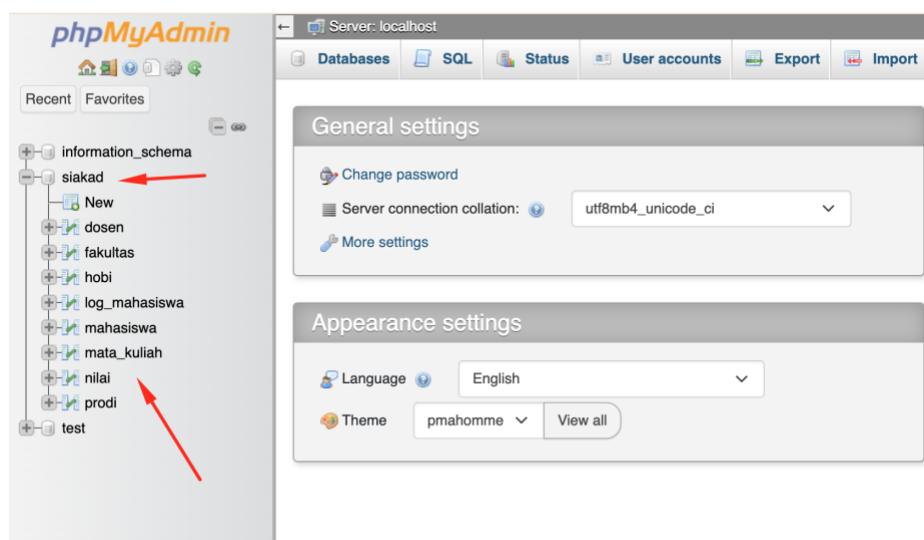 phpMyAdmin
Recent Favorites
information_schema
siakad
New
dosen
fakultas
hobi
log_mahasiswa
mahasiswa
mata_kuliah
nilai
prodi
test
Server: localhost
Databases SQL Status User accounts Export Import
General settings
Change password
Server connection collation: utf8mb4_unicode_ci
More settings
Appearance settings
Language English
Theme pmahomme View all